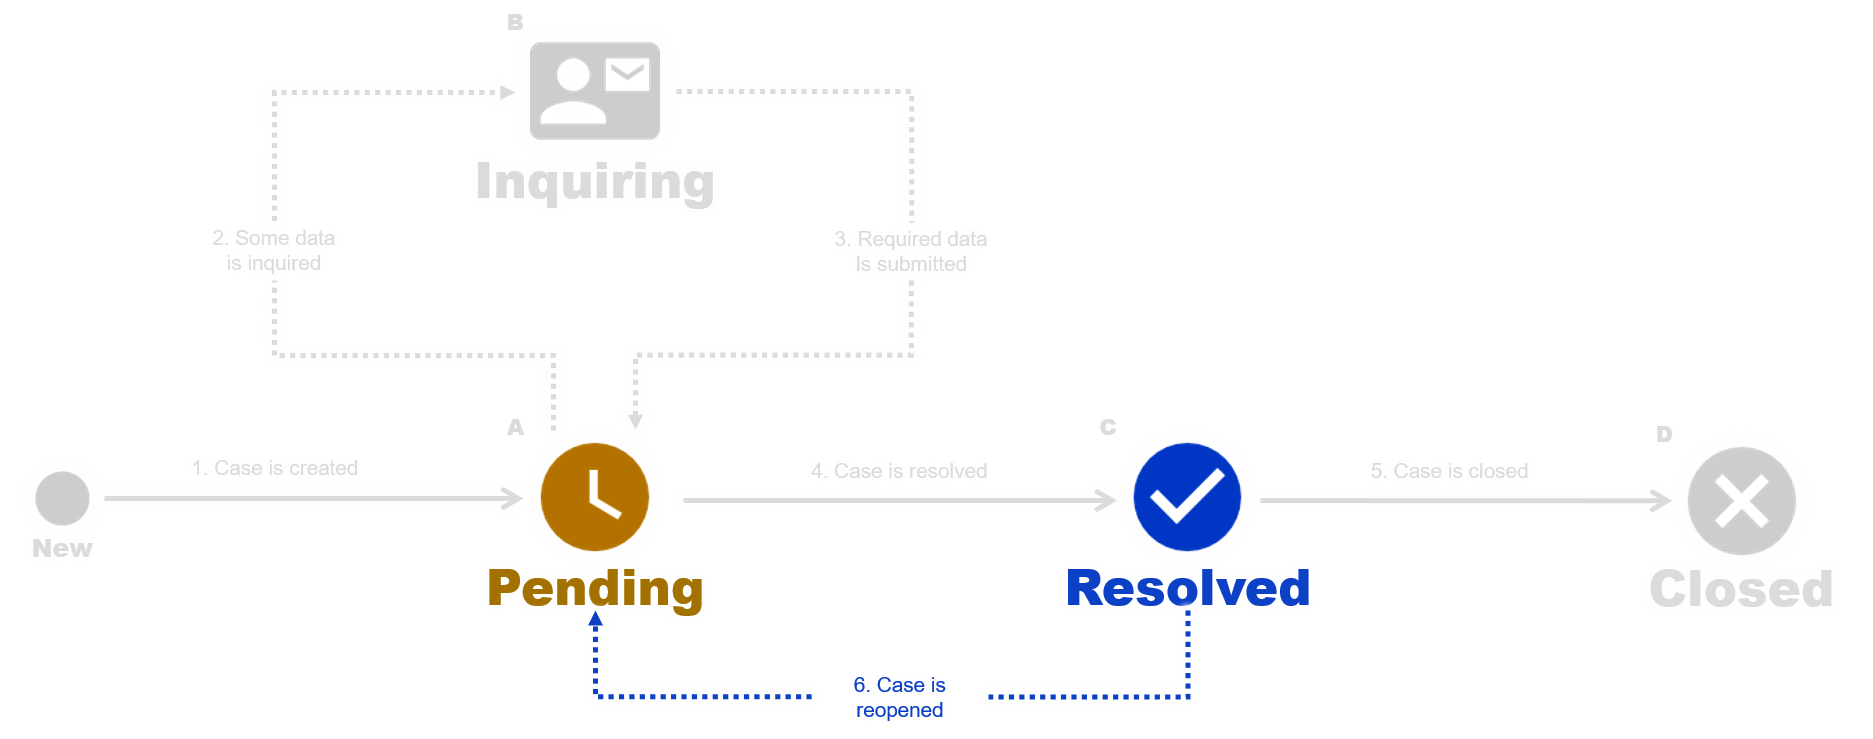 B
Inquiring
2. Some data
is inquired
3. Required data
Is submitted
A
C
D
1. Case is created
4. Case is resolved
5. Case is closed
New
Pending
Resolved
Closed
6. Case is
reopened